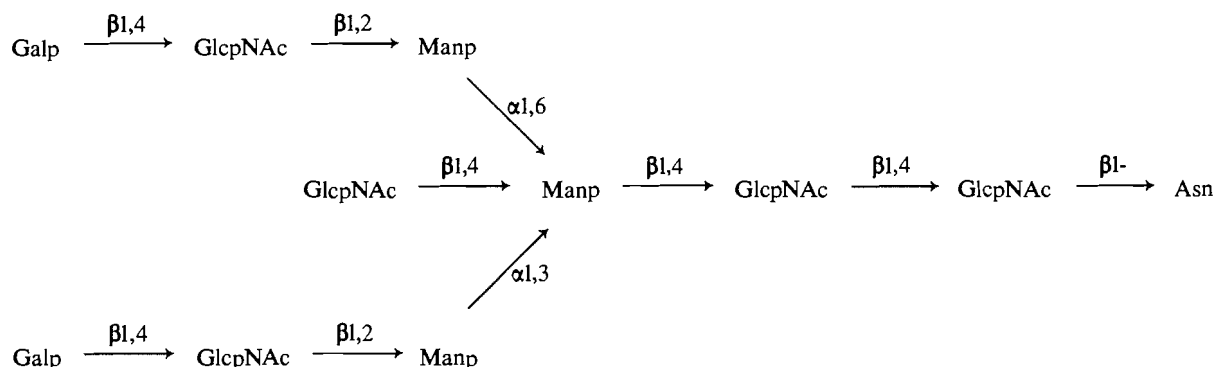 Galp β1,4 GlcpNAc β1,2 Manp
α1,6
GlcpNAc β1,4 Manp β1,4 GlcpNAc β1,4 GlcpNAc β1- Asn
α1,3
Galp β1,4 GlcpNAc β1,2 Manp